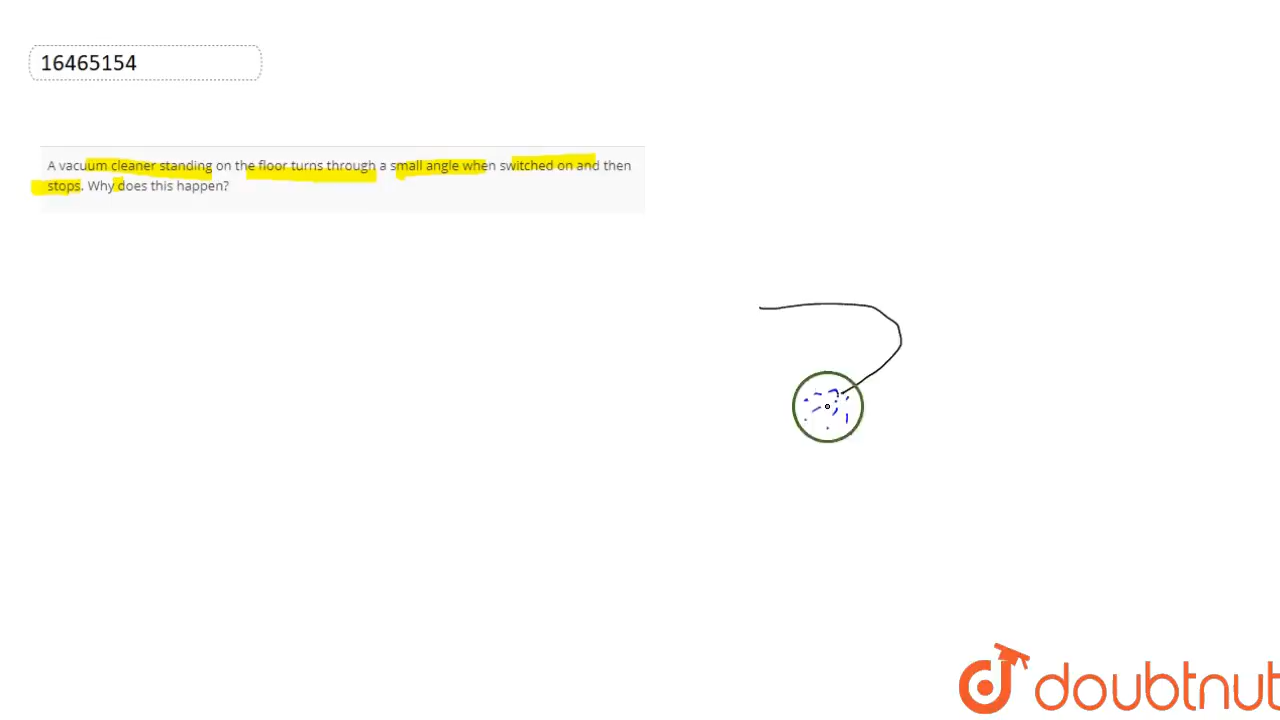 16465154
A vacuum cleaner standing on the floor turns through a small angle when switched on and then
stops. Why does this happen?
doubtnut